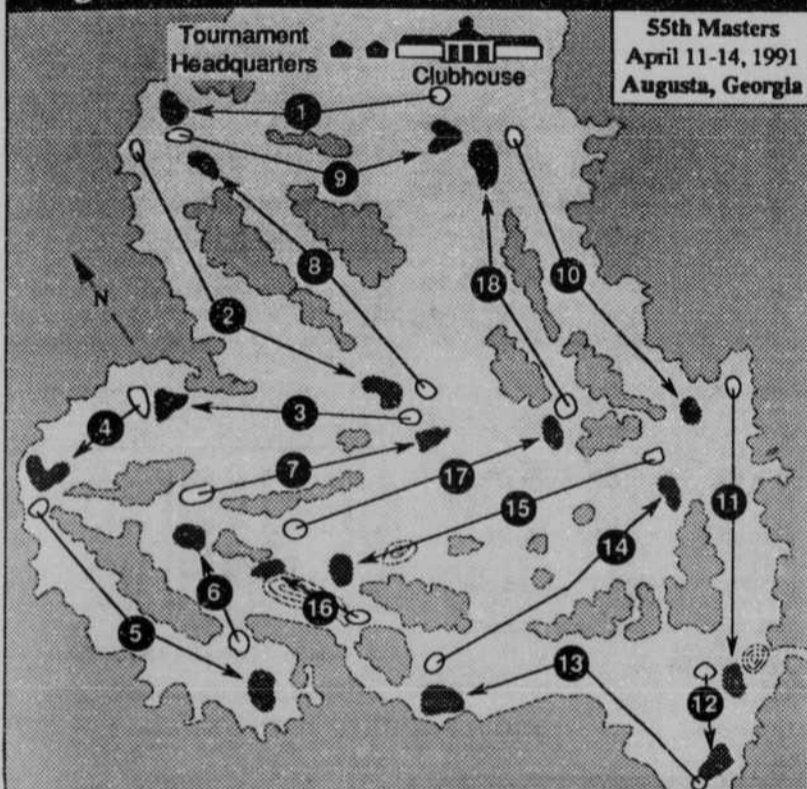 Tournament
Headquarters
Clubhouse
55th Masters
April 11-14, 1991
Augusta, Georgia
1
9
8
10
18
2
N
3
4
7
17
15
11
14
6
16
5
13
12